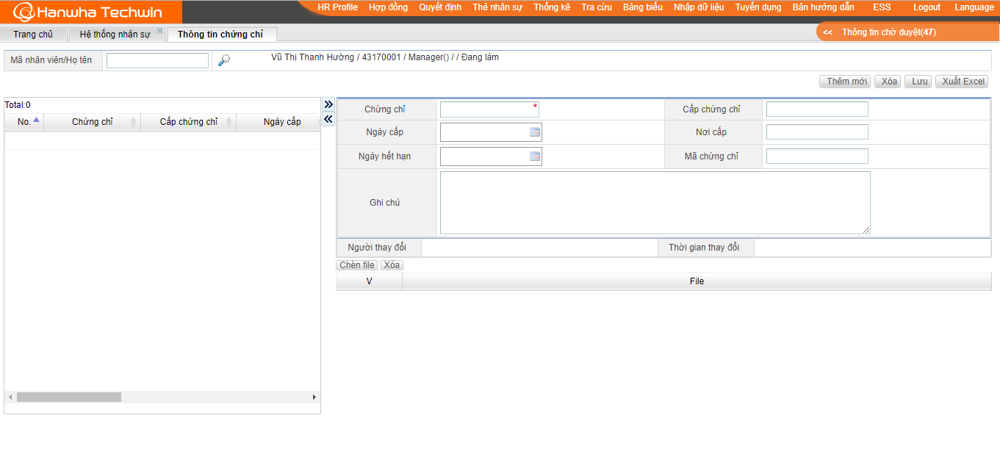 Hanwha Techwin
HR Profile Hợp đồng Quyết định Thẻ nhân sự Thống kê Tra cứu Bảng biểu Nhập dữ liệu Tuyển dụng Bản hướng dẫn ESS Logout Language
Trang chủ Hệ thống nhân sự Thông tin chứng chỉ
<< Thông tin chờ duyệt(47)
Mã nhân viên/Họ tên
Vũ Thị Thanh Hường / 43170001 / Manager() / / Đang làm
Thêm mới Xóa Lưu Xuất Excel
Total:0
No. Chứng chỉ Cấp chứng chỉ Ngày cấp
Chứng chỉ * Cấp chứng chỉ
Ngày cấp Nơi cấp
Ngày hết hạn Mã chứng chỉ
Ghi chú
Người thay đổi Thời gian thay đổi
Chèn file Xóa
V File